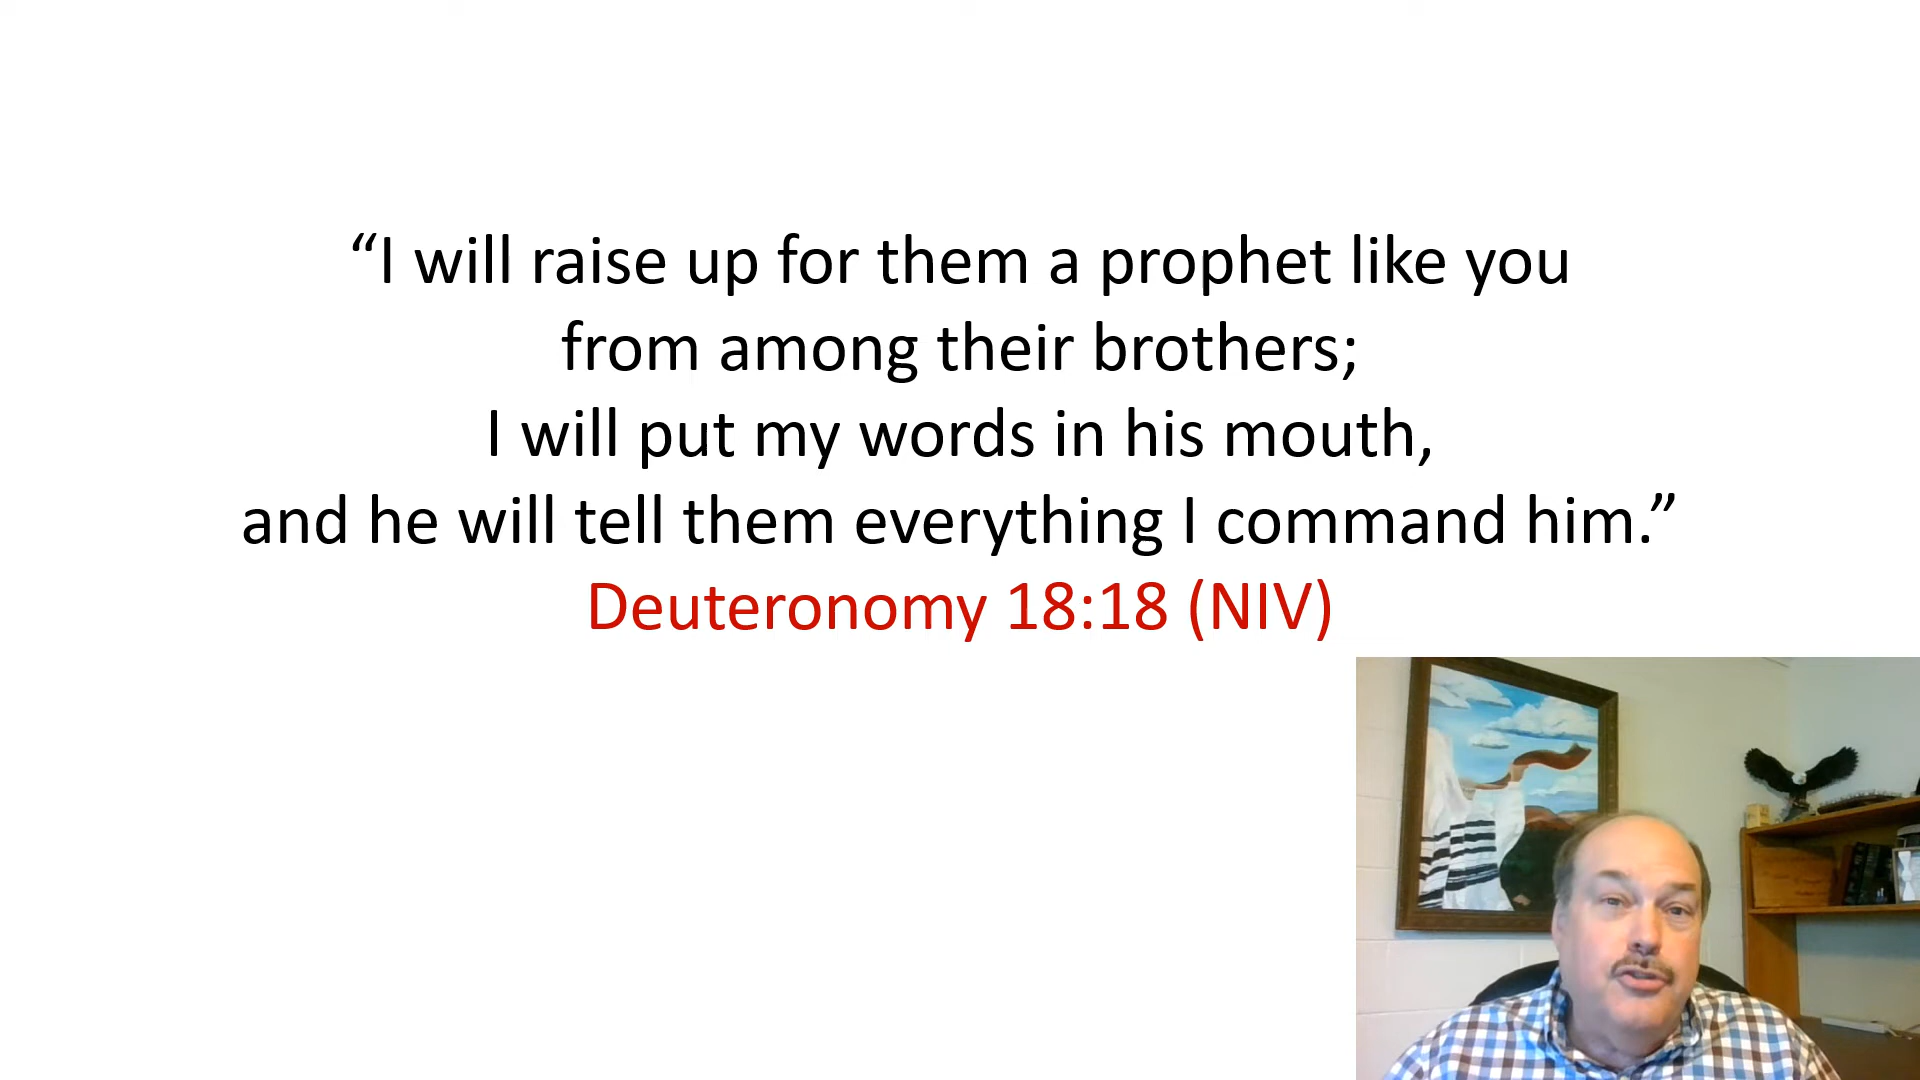 “I will raise up for them a prophet like you
from among their brothers;
I will put my words in his mouth,
and he will tell them everything I command him.”
Deuteronomy 18:18 (NIV)